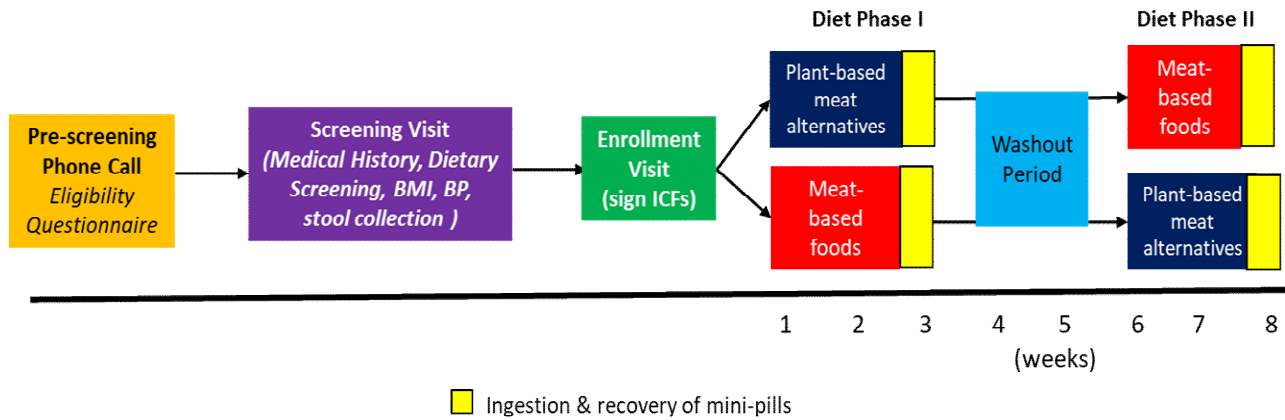 Diet Phase I
Diet Phase II
Pre-screening
Phone Call
Eligibility
Questionnaire
Screening Visit
(Medical History, Dietary
Screening, BMI, BP,
stool collection )
Enrollment
Visit
(sign ICFs)
Plant-based
meat
alternatives
Meat-
based
foods
Washout
Period
Meat-
based
foods
Plant-based
meat
alternatives
1 2 3 4 5 6 7 8
(weeks)
Ingestion & recovery of mini-pills